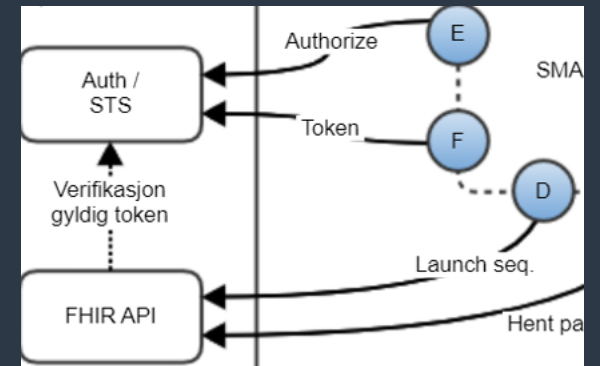 Authorize
E
SMA
Auth /
STS
Token
F
Verifikasjon
gyldig token
D
Launch seq.
FHIR API
Hent pa